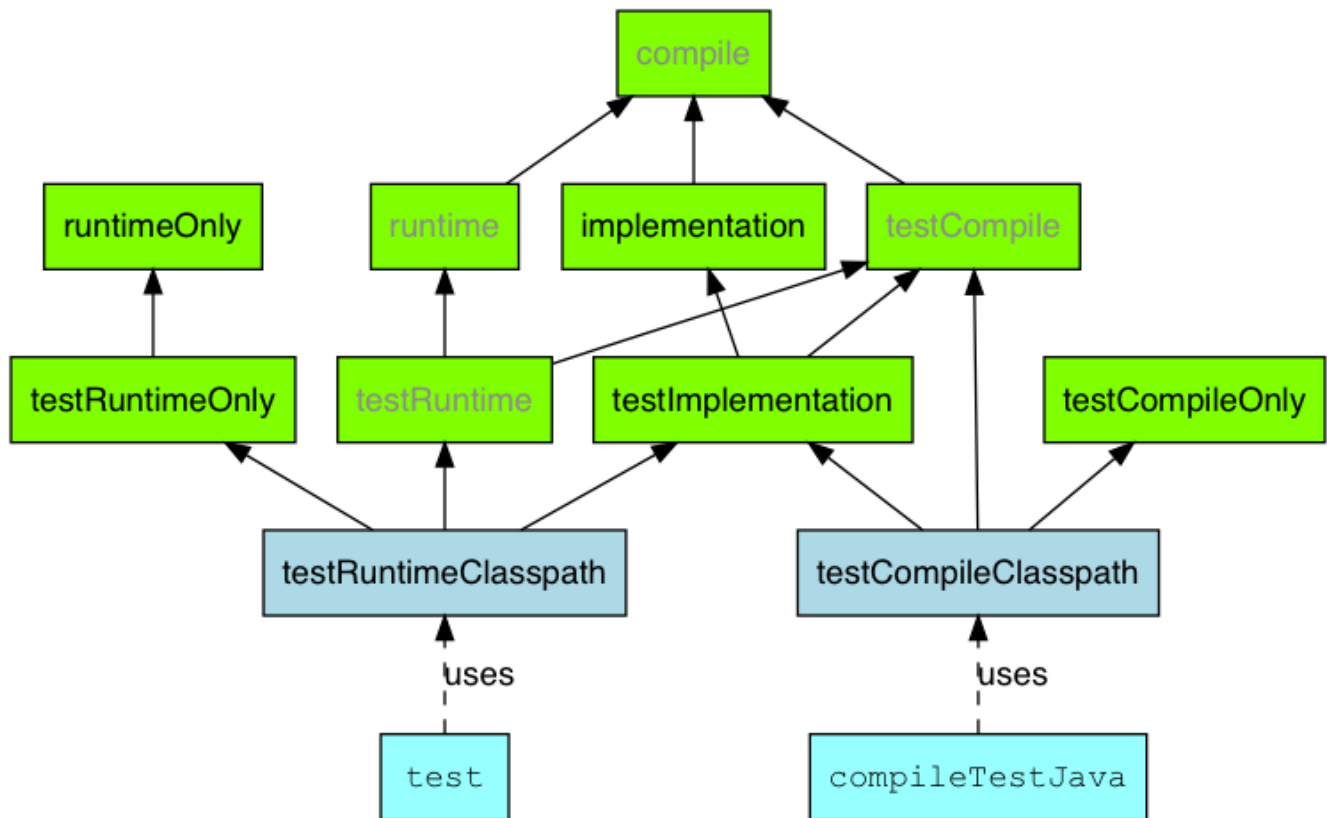 compile
runtimeOnly
runtime
implementation
testCompile
testRuntimeOnly
testRuntime
testImplementation
testCompileOnly
testRuntimeClasspath
testCompileClasspath
uses
uses
test
compileTestJava